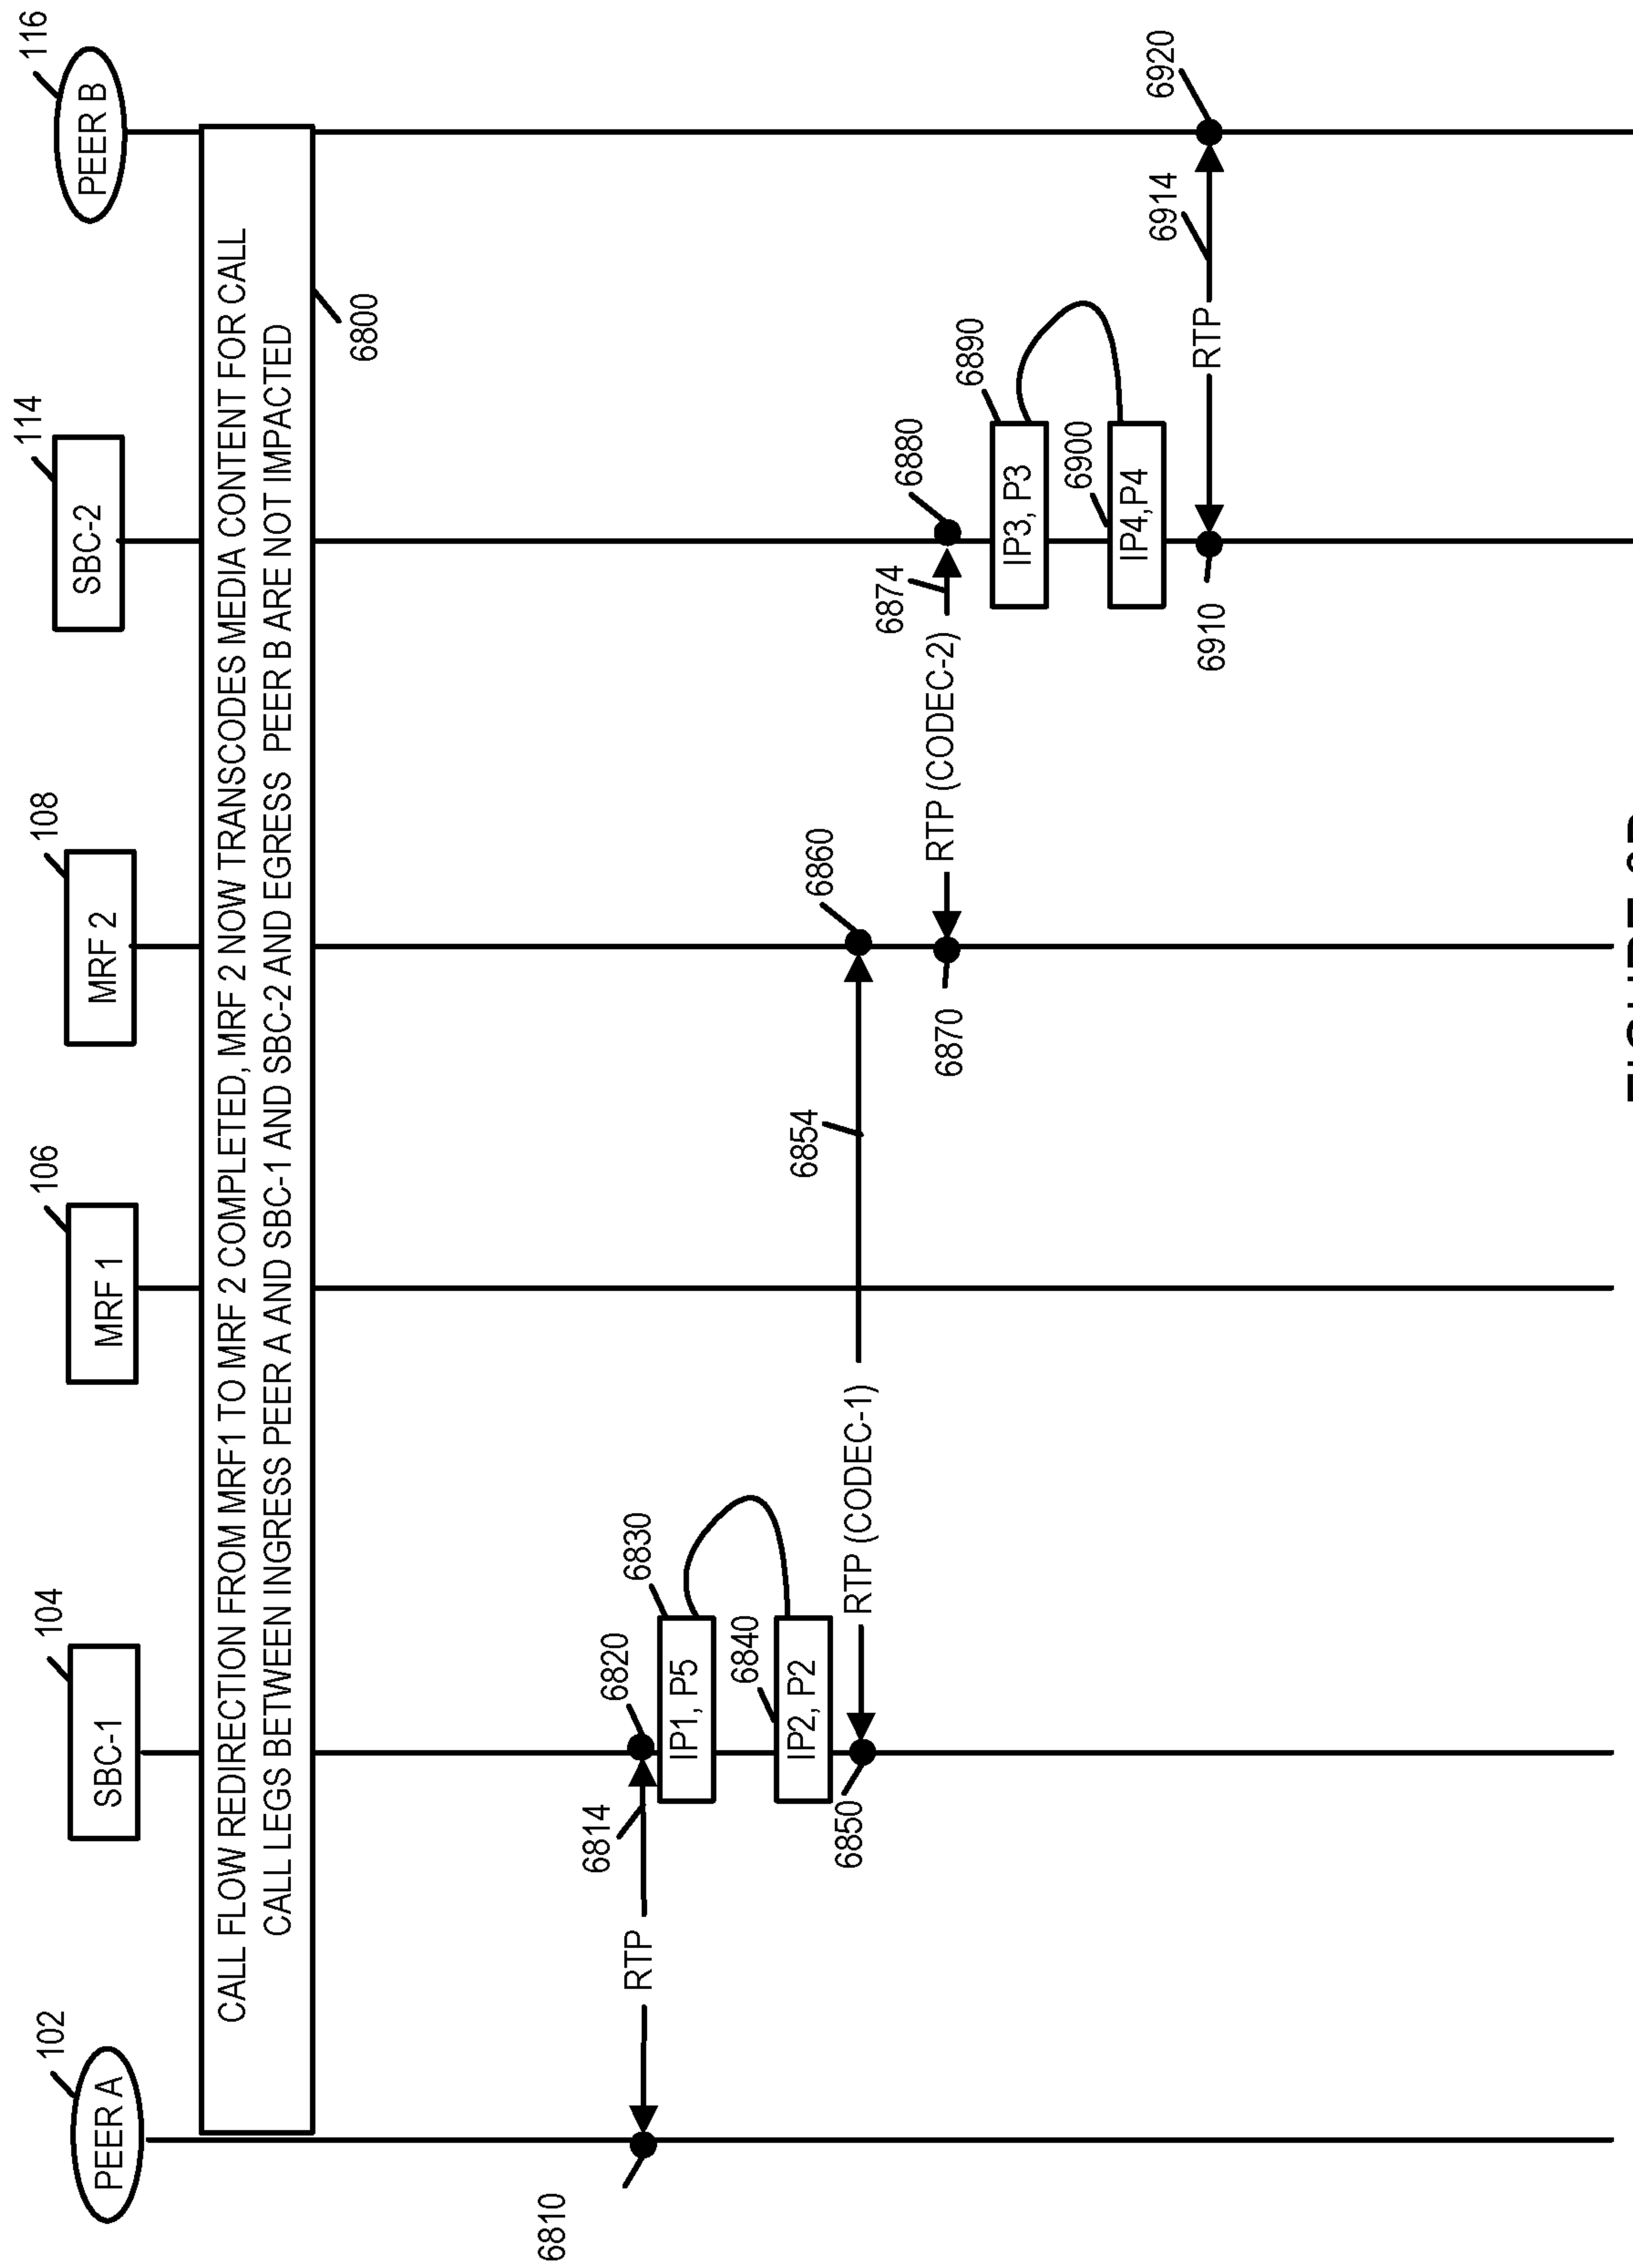 PEER A
102
SBC-1
104
MRF 1
106
MRF 2
108
SBC-2
114
PEER B
116
CALL FLOW REDIRECTION FROM MRF1 TO MRF 2 COMPLETED, MRF 2 NOW TRANSCODES MEDIA CONTENT FOR CALL
CALL LEGS BETWEEN INGRESS PEER A AND SBC-1 AND SBC-2 AND EGRESS PEER B ARE NOT IMPACTED
6800
6810
RTP
6814
6820
IP1, P5
6830
IP2, P2
6840
6850
RTP (CODEC-1)
6854
6860
6870
RTP (CODEC-2)
6874
6880
IP3, P3
6890
IP4,P4
6900
6910
RTP
6914
6920